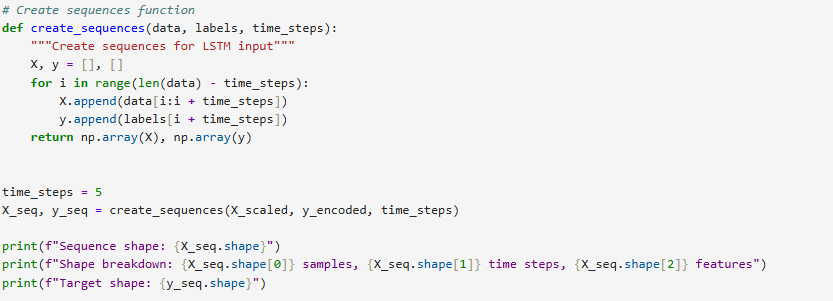 # Create sequences function
def create_sequences(data, labels, time_steps):
    """Create sequences for LSTM input"""
    X, y = [], []
    for i in range(len(data) - time_steps):
        X.append(data[i:i + time_steps])
        y.append(labels[i + time_steps])
    return np.array(X), np.array(y)
time_steps = 5
X_seq, y_seq = create_sequences(X_scaled, y_encoded, time_steps)
print(f"Sequence shape: {X_seq.shape}")
print(f"Shape breakdown: {X_seq.shape[0]} samples, {X_seq.shape[1]} time steps, {X_seq.shape[2]} features")
print(f"Target shape: {y_seq.shape}")